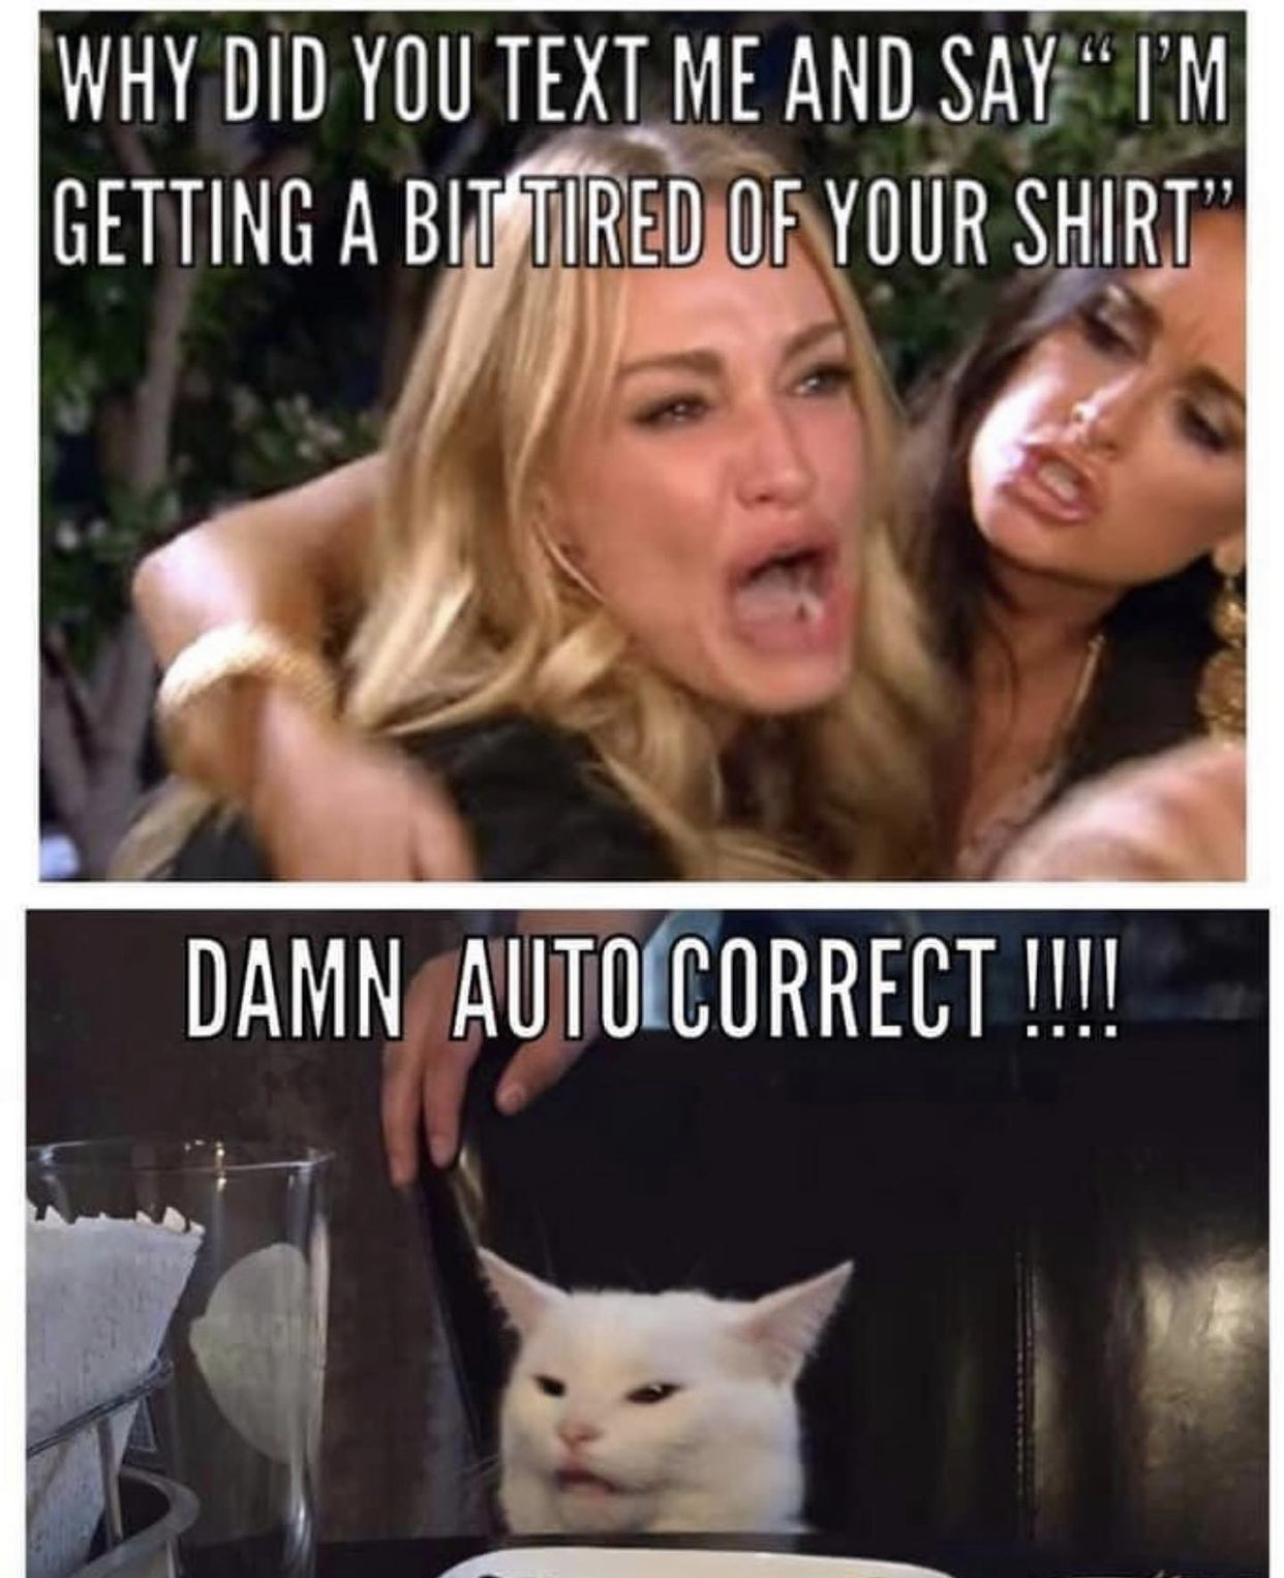 WHY DID YOU TEXT ME AND SAY “ I’M
GETTING A BIT TIRED OF YOUR SHIRT”
DAMN AUTO CORRECT !!!!